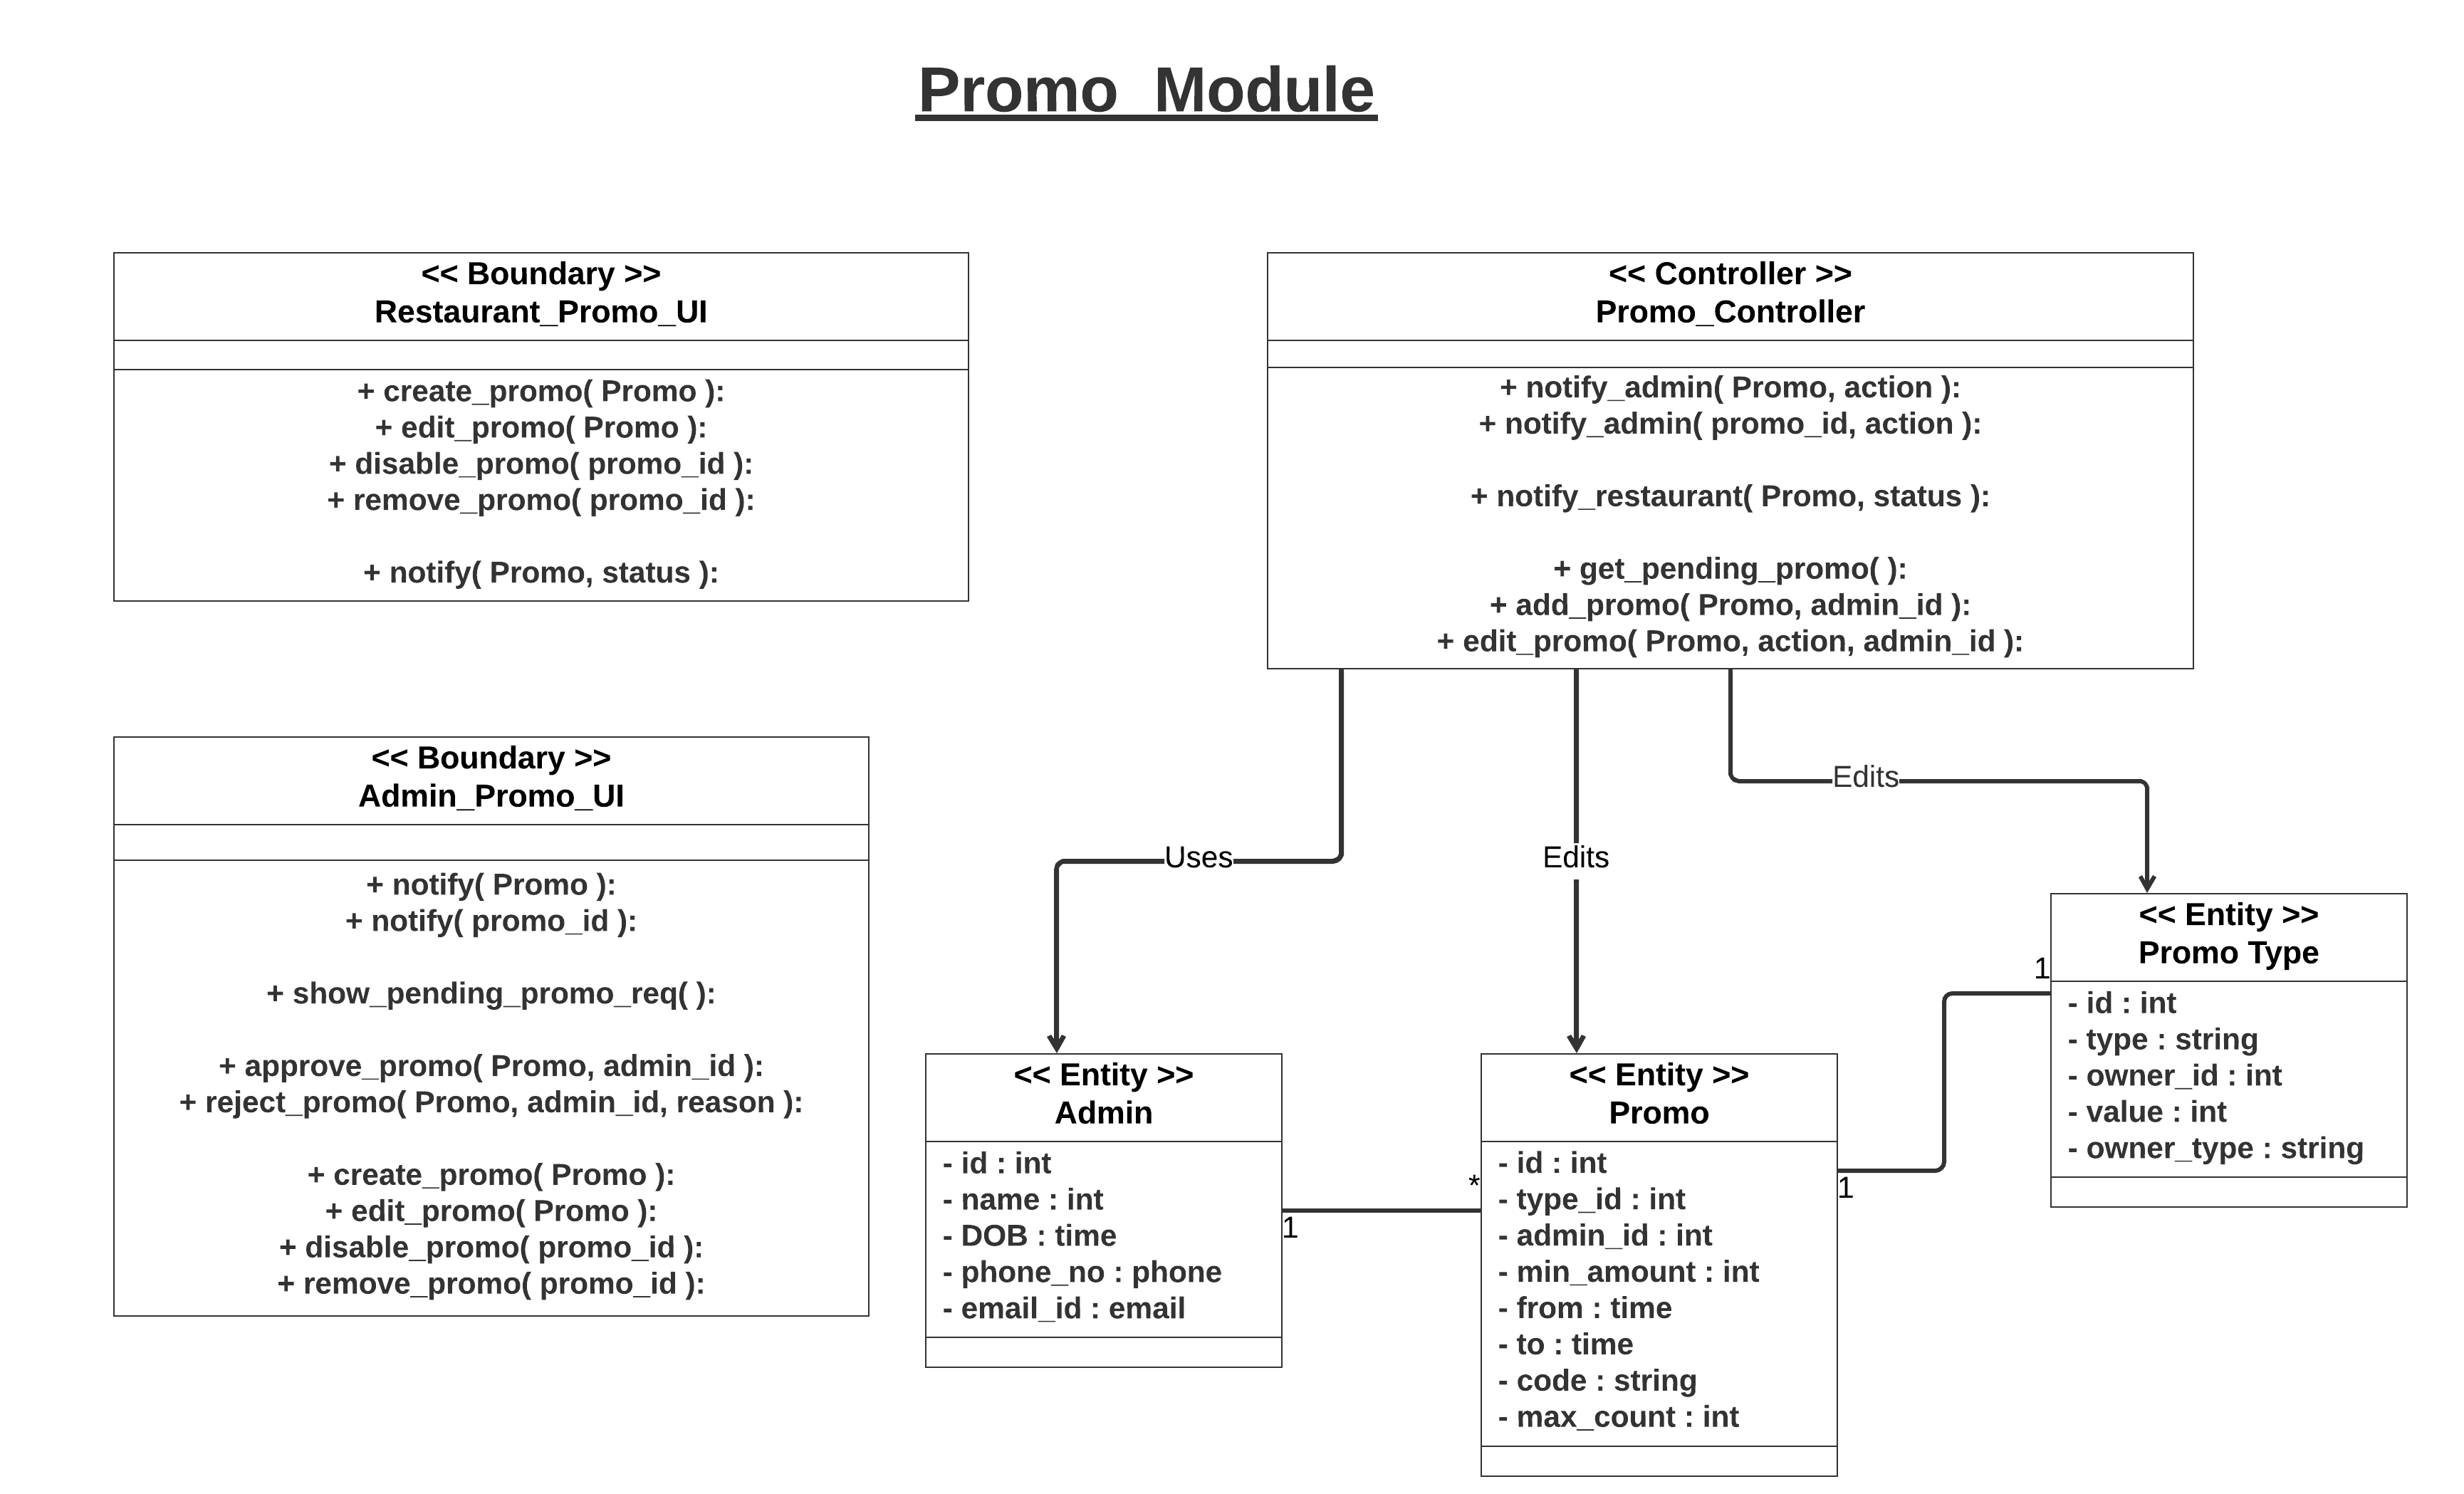 Promo  Module
<< Boundary >>
Restaurant_Promo_UI
+ create_promo( Promo ):
+ edit_promo( Promo ):
+ disable_promo( promo_id ):
+ remove_promo( promo_id ):
+ notify( Promo, status ):
<< Controller >>
Promo_Controller
+ notify_admin( Promo, action ):
+ notify_admin( promo_id, action ):
+ notify_restaurant( Promo, status ):
+ get_pending_promo( ):
+ add_promo( Promo, admin_id ):
+ edit_promo( Promo, action, admin_id ):
<< Boundary >>
Admin_Promo_UI
+ notify( Promo ):
+ notify( promo_id ):
+ show_pending_promo_req( ):
+ approve_promo( Promo, admin_id ):
+ reject_promo( Promo, admin_id, reason ):
+ create_promo( Promo ):
+ edit_promo( Promo ):
+ disable_promo( promo_id ):
+ remove_promo( promo_id ):
Uses
Edits
Edits
<< Entity >>
Admin
- id : int
- name : int
- DOB : time
- phone_no : phone
- email_id : email
1
*
<< Entity >>
Promo
- id : int
- type_id : int
- admin_id : int
- min_amount : int
- from : time
- to : time
- code : string
- max_count : int
1
1
<< Entity >>
Promo Type
- id : int
- type : string
- owner_id : int
- value : int
- owner_type : string